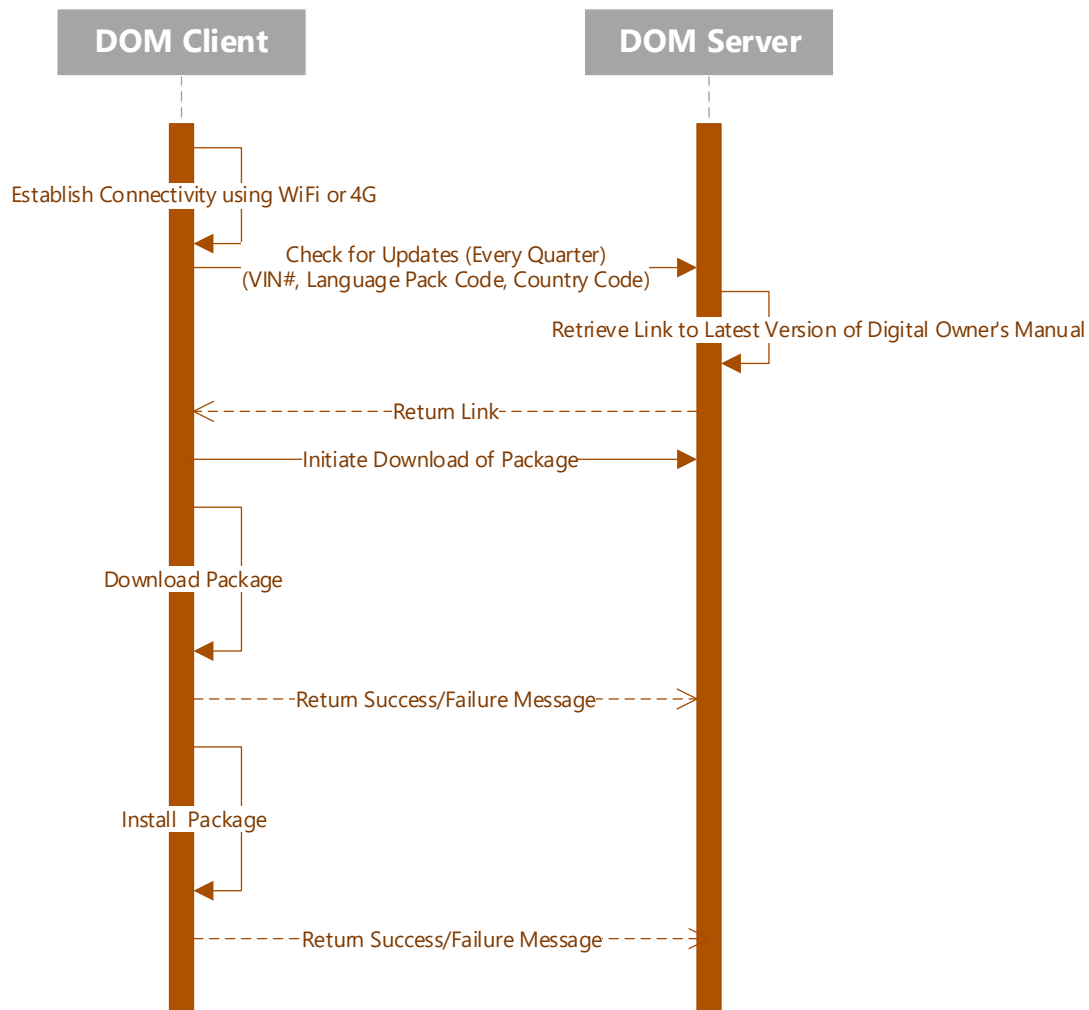 DOM Client
DOM Server
Establish Connectivity using WiFi or 4G
Check for Updates (Every Quarter)
(VIN#, Language Pack Code, Country Code)
Retrieve Link to Latest Version of Digital Owner's Manual
Return Link
Initiate Download of Package
Download Package
Return Success/Failure Message
Install Package
Return Success/Failure Message